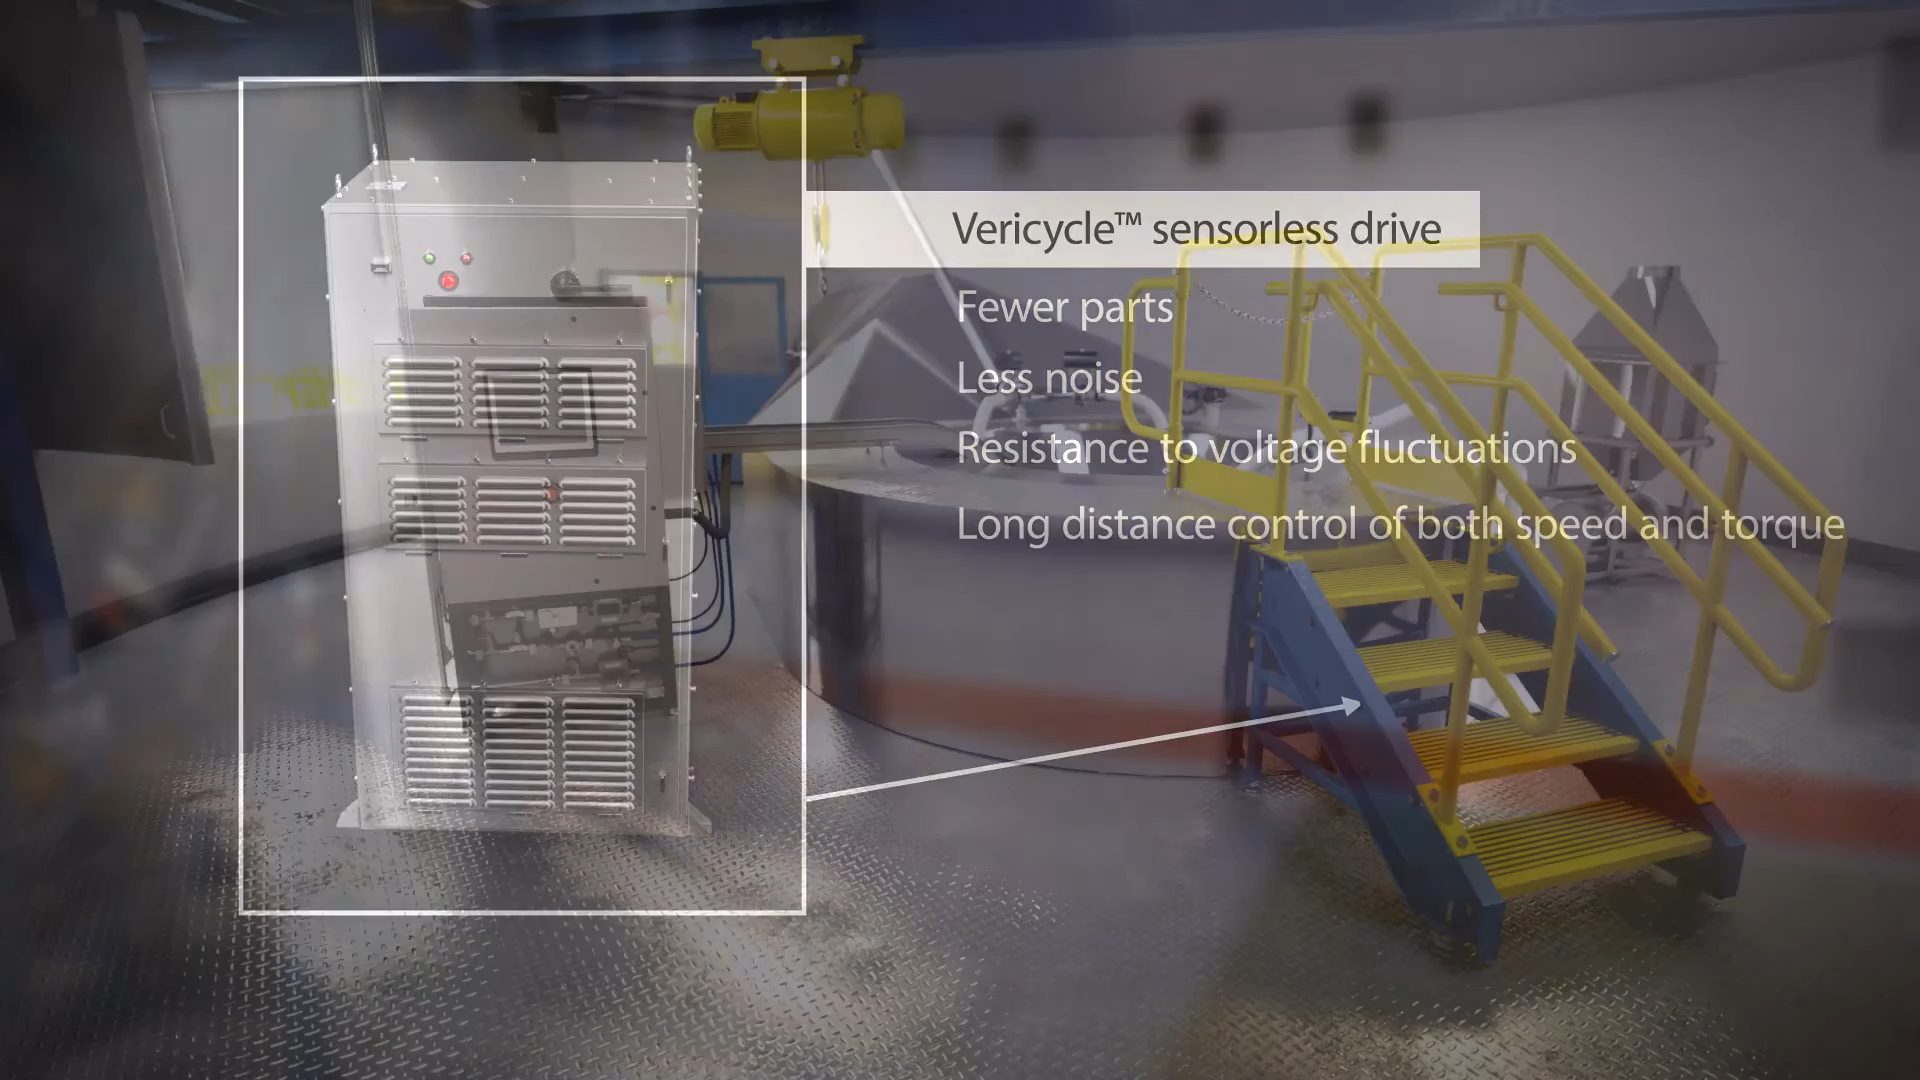 Vericycle™ sensorless drive
Fewer parts
Less noise
Resistance to voltage fluctuations
Long distance control of both speed and torque